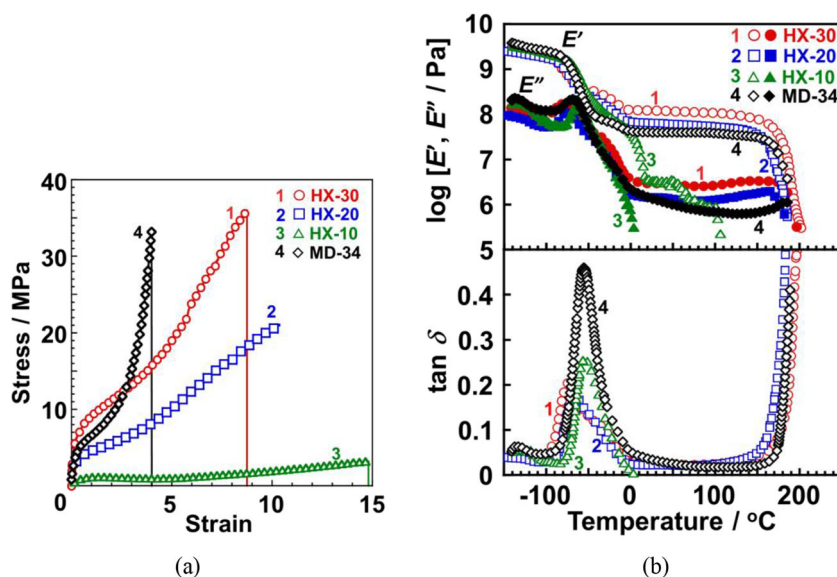 Stress / MPa
40
30
20
10
0
5
10
15
Strain
1 HX-30
2 HX-20
3 HX-10
4 MD-34
4
1
2
3
(a)
log [E′, E″ / Pa]
10
9
8
7
6
5
E′
E″
1 HX-30
2 HX-20
3 HX-10
4 MD-34
1
2
4
3
1
3
4
tan δ
0.4
0.3
0.2
0.1
0
4
1
2
3
-100
0
100
200
Temperature / °C
(b)